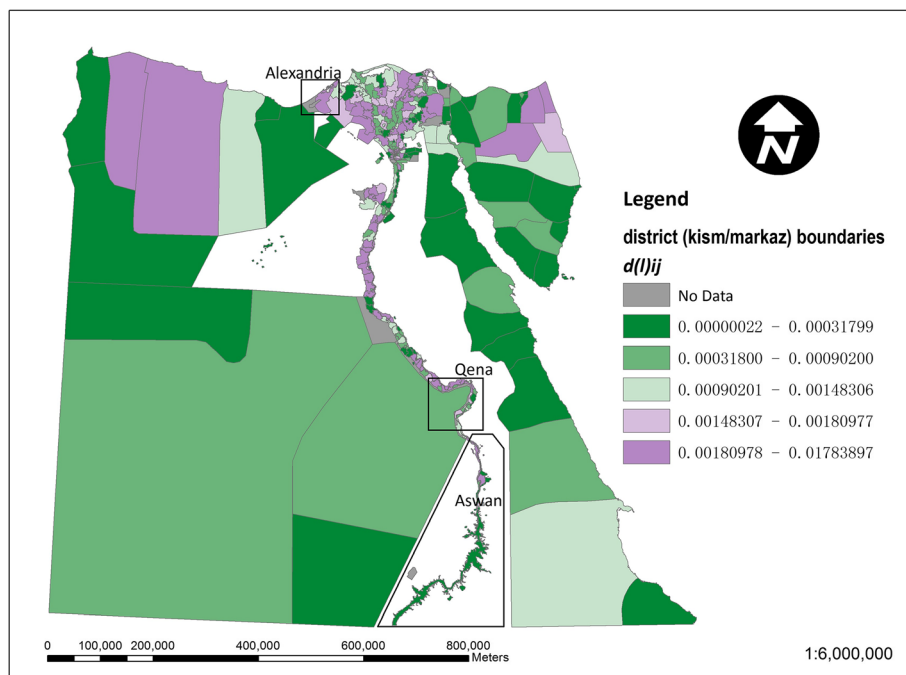 Alexandria
N
Legend
district (kism/markaz) boundaries
d(l)ij
No Data
0.00000022 - 0.00031799
0.00031800 - 0.00090200
0.00090201 - 0.00148306
0.00148307 - 0.00180977
0.00180978 - 0.01783897
Qena
Aswan
0 100,000 200,000 400,000 600,000 800,000
Meters
1:6,000,000